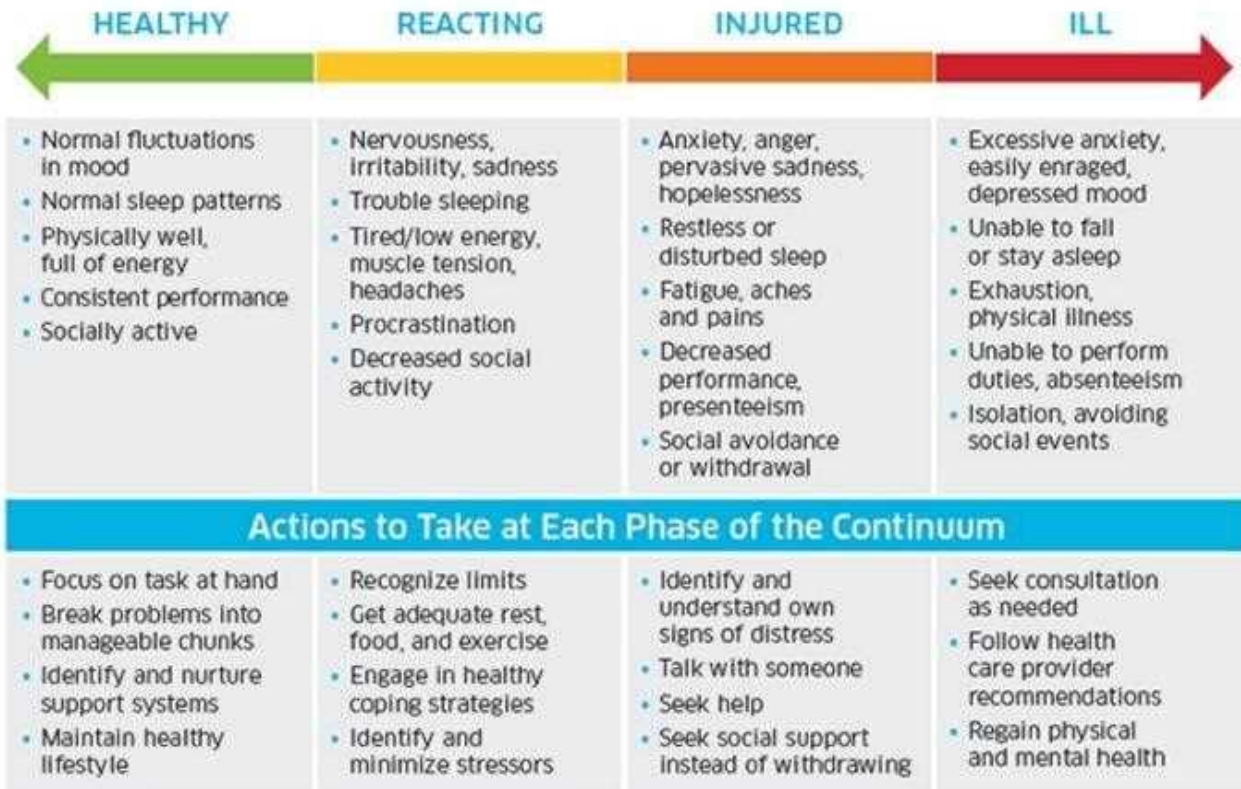 HEALTHY
REACTING
INJURED
ILL
• Normal fluctuations
in mood
• Normal sleep patterns
• Physically well,
full of energy
• Consistent performance
• Socially active
• Nervousness,
irritability, sadness
• Trouble sleeping
• Tired/low energy,
muscle tension,
headaches
• Procrastination
• Decreased social
activity
• Anxiety, anger,
pervasive sadness,
hopelessness
• Restless or
disturbed sleep
• Fatigue, aches
and pains
• Decreased
performance,
presenteeism
• Social avoidance
or withdrawal
• Excessive anxiety,
easily enraged,
depressed mood
• Unable to fall
or stay asleep
• Exhaustion,
physical illness
• Unable to perform
duties, absenteeism
• Isolation, avoiding
social events
Actions to Take at Each Phase of the Continuum
• Focus on task at hand
• Break problems into
manageable chunks
• Identify and nurture
support systems
• Maintain healthy
lifestyle
• Recognize limits
• Get adequate rest,
food, and exercise
• Engage in healthy
coping strategies
• Identify and
minimize stressors
• Identify and
understand own
signs of distress
• Talk with someone
• Seek help
• Seek social support
instead of withdrawing
• Seek consultation
as needed
• Follow health
care provider
recommendations
• Regain physical
and mental health